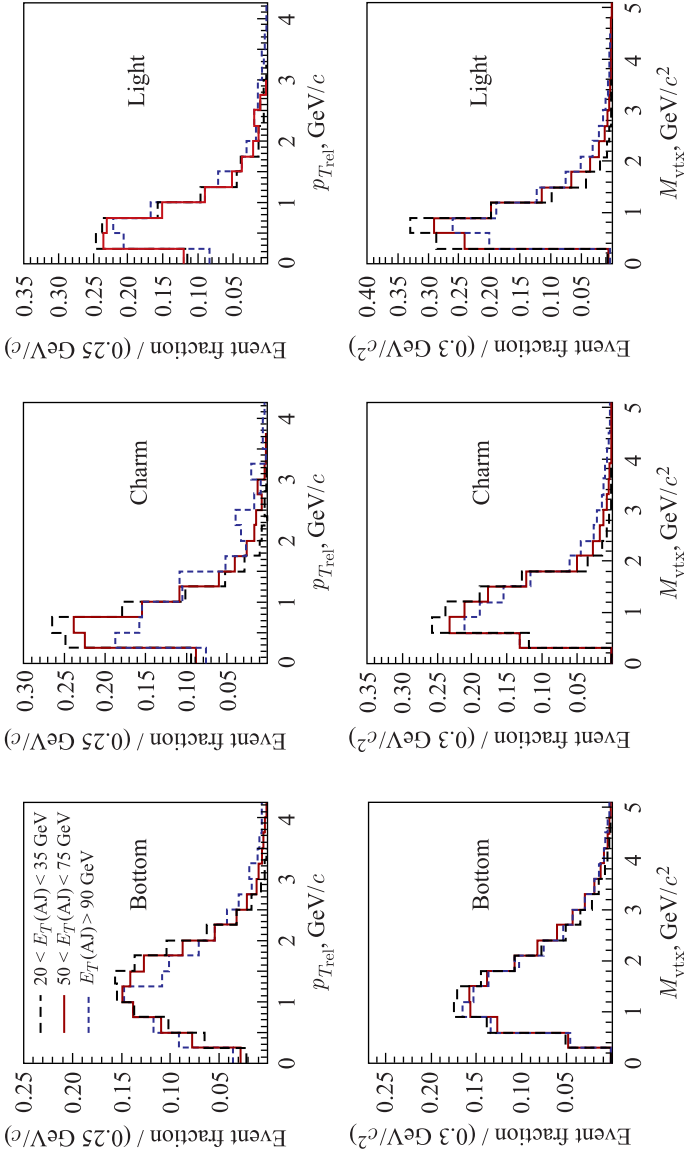 Event fraction / (0.25 GeV/c)
0.25
0.20
0.15
0.10
0.05
20 < E_T(AJ) < 35 GeV
50 < E_T(AJ) < 75 GeV
E_T(AJ) > 90 GeV
Bottom
0 1 2 3 4
p_{T_rel}, GeV/c
Event fraction / (0.25 GeV/c)
0.30
0.25
0.20
0.15
0.10
0.05
Charm
0 1 2 3 4
p_{T_rel}, GeV/c
Event fraction / (0.25 GeV/c)
0.35
0.30
0.25
0.20
0.15
0.10
0.05
Light
0 1 2 3 4
p_{T_rel}, GeV/c
Event fraction / (0.3 GeV/c²)
0.25
0.20
0.15
0.10
0.05
Bottom
0 1 2 3 4 5
M_vtx, GeV/c²
Event fraction / (0.3 GeV/c²)
0.35
0.30
0.25
0.20
0.15
0.10
0.05
Charm
0 1 2 3 4 5
M_vtx, GeV/c²
Event fraction / (0.3 GeV/c²)
0.40
0.35
0.30
0.25
0.20
0.15
0.10
0.05
Light
0 1 2 3 4 5
M_vtx, GeV/c²